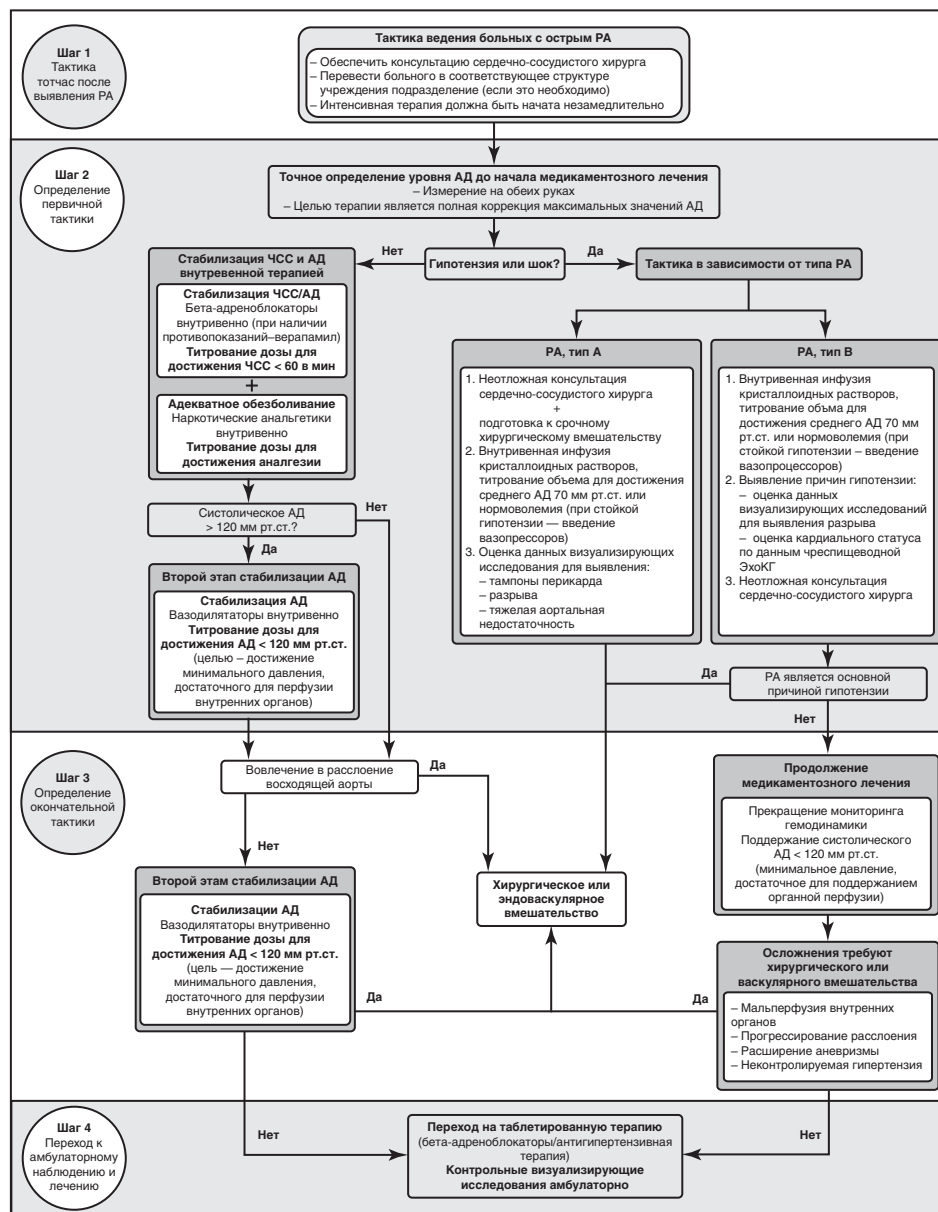 Шаг 1
Тактика
тотчас после
выявления РА
Тактика ведения больных с острым РА
– Обеспечить консультацию сердечно-сосудистого хирурга
– Перевести больного в соответствующее структуре
учреждения подразделение (если это необходимо)
– Интенсивная терапия должна быть начата незамедлительно
Шаг 2
Определение
первичной
тактики
Точное определение уровня АД до начала медикаментозного лечения
– Измерение на обеих руках
– Целью терапии является полная коррекция максимальных значений АД
Гипотензия или шок?
Нет
Да
Стабилизация ЧСС и АД
внутревенной терапией
Стабилизация ЧСС/АД
Бета-адреноблокаторы
внутривенно (при наличии
противопоказаний–верапамил)
Титрование дозы для
достижения ЧСС < 60 в мин
+
Адекватное обезболивание
Наркотические анальгетики
внутривенно
Титрование дозы для
достижения аналгезии
Тактика в зависимости от типа РА
РА, тип А
1. Неотложная консультация
сердечно-сосудистого хирурга
+
подготовка к срочному
хирургическому вмешательству
2. Внутривенная инфузия
кристаллоидных растворов,
титрование объема для достижения
среднего АД 70 мм рт.ст. или
нормоволемия (при стойкой
гипотензии — введение
вазопрессоров)
3. Оценка данных визуализирующих
исследования для выявления:
– тампоны перикарда
– разрыва
– тяжелая аортальная
недостаточность
РА, тип В
1. Внутривенная инфузия
кристаллоидных растворов,
титрование объма для
достижения среднего АД 70 мм
рт.ст. или нормоволемия (при
стойкой гипотензии – введение
вазопроцессоров)
2. Выявление причин гипотензии:
– оценка данных
визуализирующих исследований
для выявления разрыва
– оценка кардиального статуса
по данным чреспищеводной
ЭхоКГ
3. Неотложная консультация
сердечно-сосудистого хирурга
Систолическое АД
> 120 мм рт.ст.?
Нет
Да
Второй этап стабилизации АД
Стабилизация АД
Вазодилятаторы внутривенно
Титрование дозы для
достижения АД < 120 мм рт.ст.
(целью – достижение
минимального давления,
достаточного для перфузии
внутренних органов)
Да
РА является основной
причиной гипотензии
Нет
Шаг 3
Определение
окончательной
тактики
Вовлечение в расслоение
восходящей аорты
Да
Нет
Второй этам стабилизации АД
Стабилизации АД
Вазодилятаторы внутривенно
Титрование дозы для
достижения АД < 120 мм рт.ст.
(цель — достижение
минимального давления,
достаточного для перфузии
внутренних органов)
Да
Хирургическое или
эндоваскулярное
вмешательство
Продолжение
медикаментозного лечения
Прекращение мониторинга
гемодинамики
Поддержание систолического
АД < 120 мм рт.ст.
(минимальное давление,
достаточное для поддержанием
органной перфузии)
Осложнения требуют
хирургического или
васкулярного вмешательства
Да
– Мальперфузия внутренних
органов
– Прогрессирование расслоения
– Расширение аневризмы
– Неконтролируемая гипертензия
Шаг 4
Переход к
амбулаторному
наблюдению и
лечению
Нет
Переход на таблетированную терапию
(бета-адреноблокаторы/антигипертензивная
терапия)
Контрольные визуализирующие
исследования амбулаторно
Нет